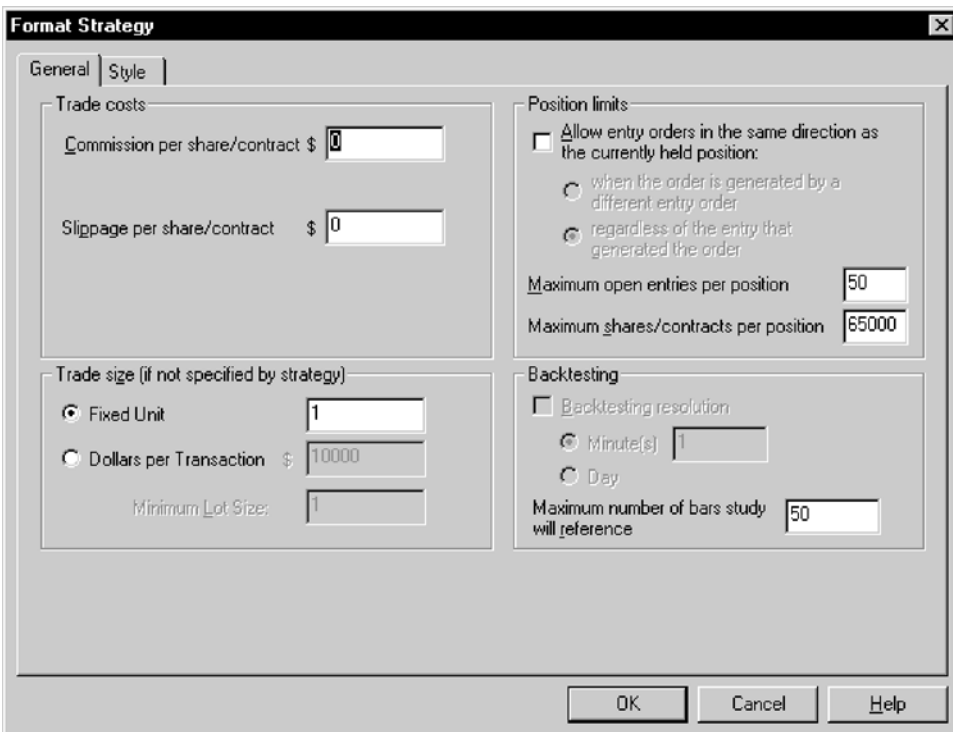 Format Strategy
General
Style
Trade costs
Commission per share/contract $ 0
Slippage per share/contract $ 0
Position limits
Allow entry orders in the same direction as
the currently held position:
when the order is generated by a
different entry order
regardless of the entry that
generated the order
Maximum open entries per position 50
Maximum shares/contracts per position 65000
Trade size (if not specified by strategy)
Fixed Unit 1
Dollars per Transaction $ 10000
Minimum Lot Size: 1
Backtesting
Backtesting resolution
Minute(s) 1
Day
Maximum number of bars study
will reference 50
OK
Cancel
Help